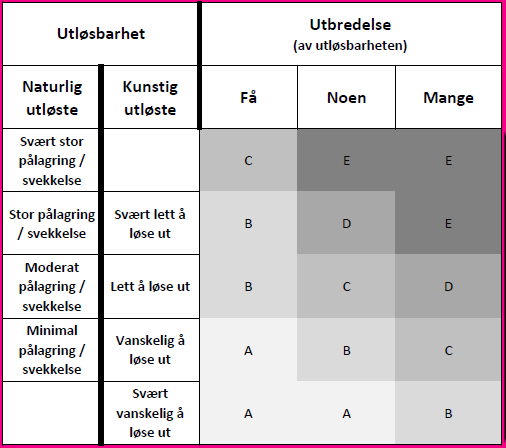 Utløsbarhet
Utbredelse
(av utløsbarheten)
Naturlig
utløste
Kunstig
utløste
Få
Noen
Mange
Svært stor
pålagring /
svekkelse
C
E
E
Stor pålagring
/ svekkelse
Svært lett å
løse ut
B
D
E
Moderat
pålagring /
svekkelse
Lett å løse ut
B
C
D
Minimal
pålagring /
svekkelse
Vanskelig å
løse ut
A
B
C
Svært
vanskelig å
løse ut
A
A
B